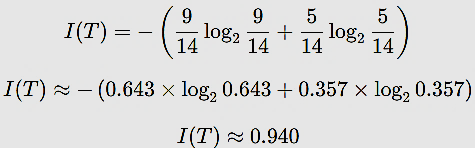 I(T) = − ( 9/14 log₂ 9/14 + 5/14 log₂ 5/14 )
I(T) ≈ − (0.643 × log₂ 0.643 + 0.357 × log₂ 0.357)
I(T) ≈ 0.940